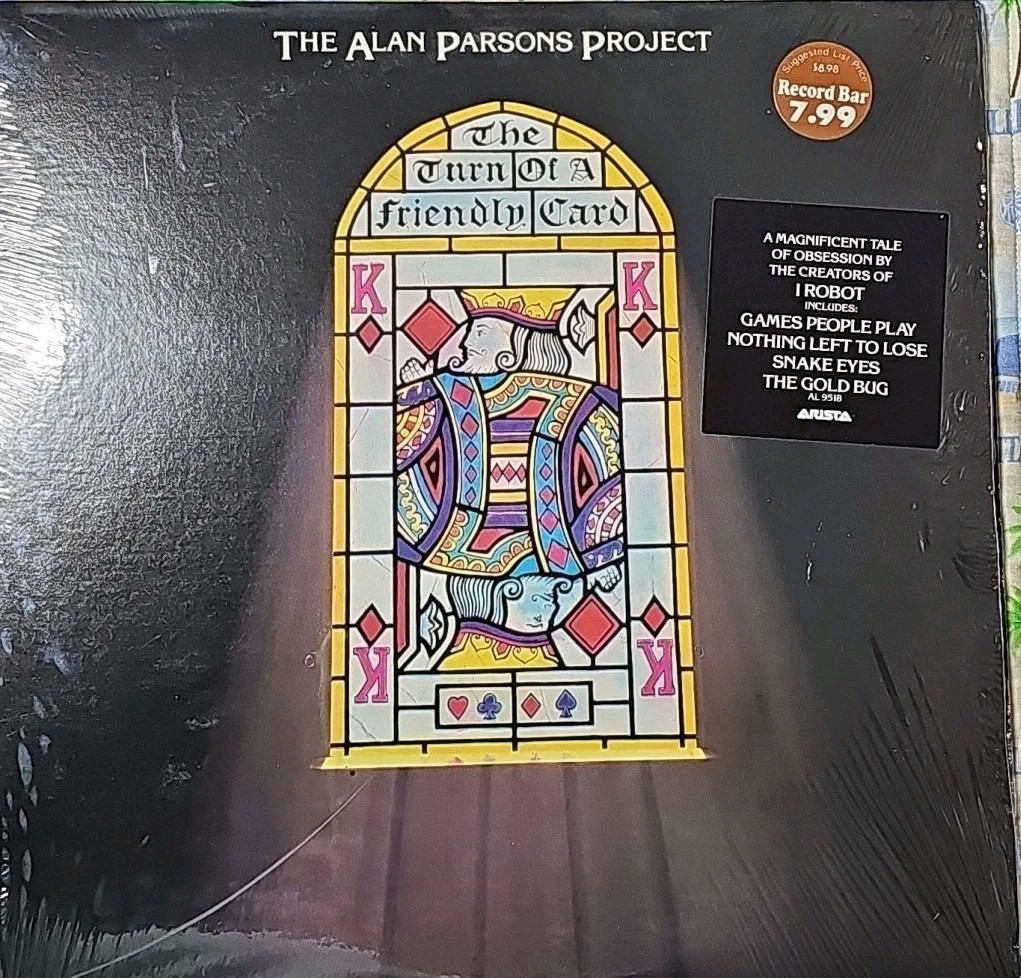 THE ALAN PARSONS PROJECT
Suggested List Price
$8.98
Record Bar
7.99
The
Turn Of A
Friendly Card
A MAGNIFICENT TALE
OF OBSESSION BY
THE CREATORS OF
I ROBOT
INCLUDES:
GAMES PEOPLE PLAY
NOTHING LEFT TO LOSE
SNAKE EYES
THE GOLD BUG
AL 9518
ARISTA
K K
K K